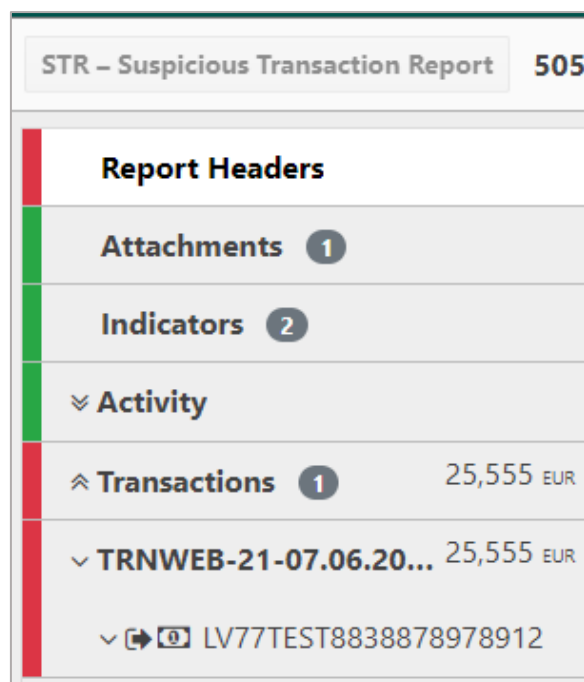 STR – Suspicious Transaction Report 505
Report Headers
Attachments 1
Indicators 2
Activity
Transactions 1 25,555 EUR
TRNWEB-21-07.06.20... 25,555 EUR
LV77TEST8838878978912